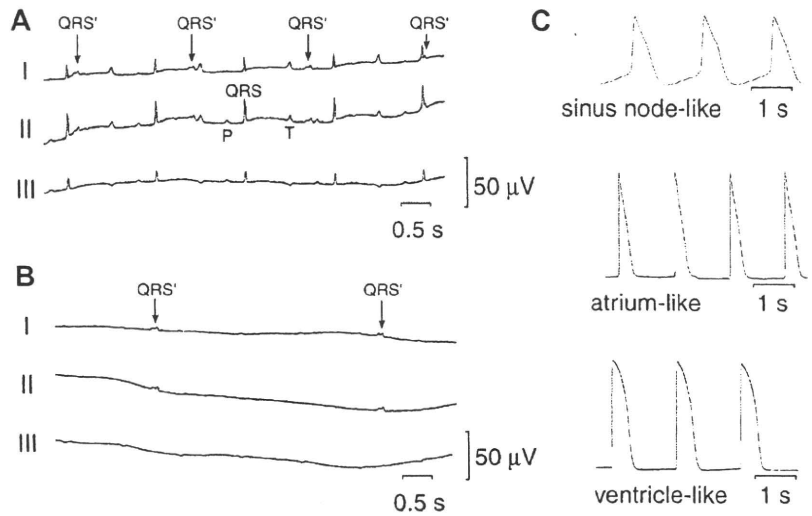 A
QRS' QRS' QRS' QRS'
I
QRS
II
P T
III
50 µV
0.5 s
B
QRS' QRS'
I
II
III
50 µV
0.5 s
C
sinus node-like 1 s
atrium-like 1 s
ventricle-like 1 s